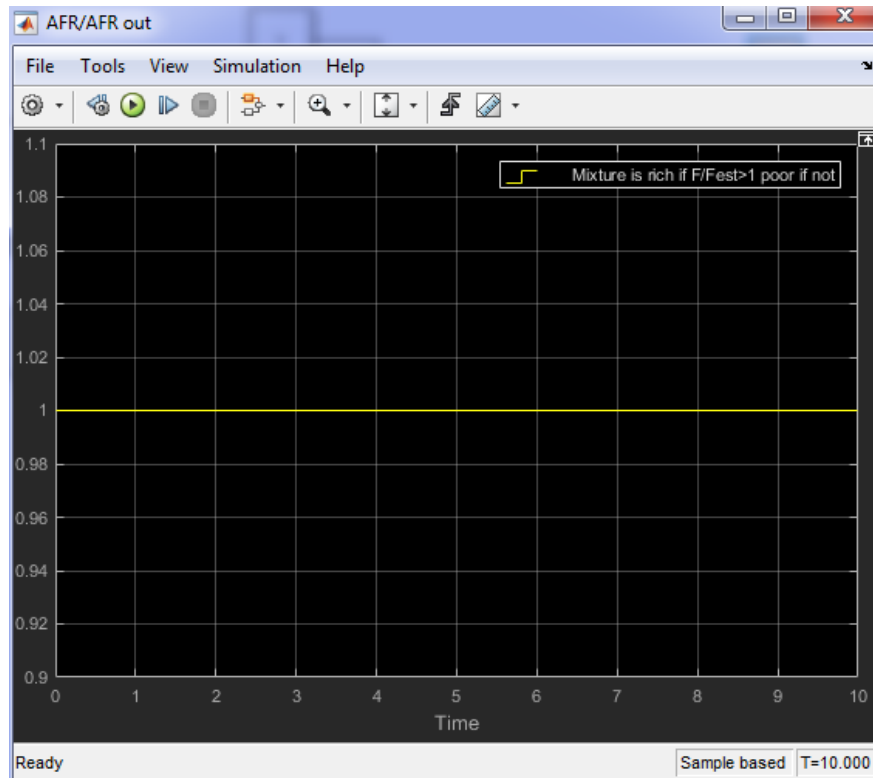 AFR/AFR out
File Tools View Simulation Help
1.1
Mixture is rich if F/Fest>1 poor if not
1.08
1.06
1.04
1.02
1
0.98
0.96
0.94
0.92
0.9
0 1 2 3 4 5 6 7 8 9 10
Time
Ready Sample based T=10.000